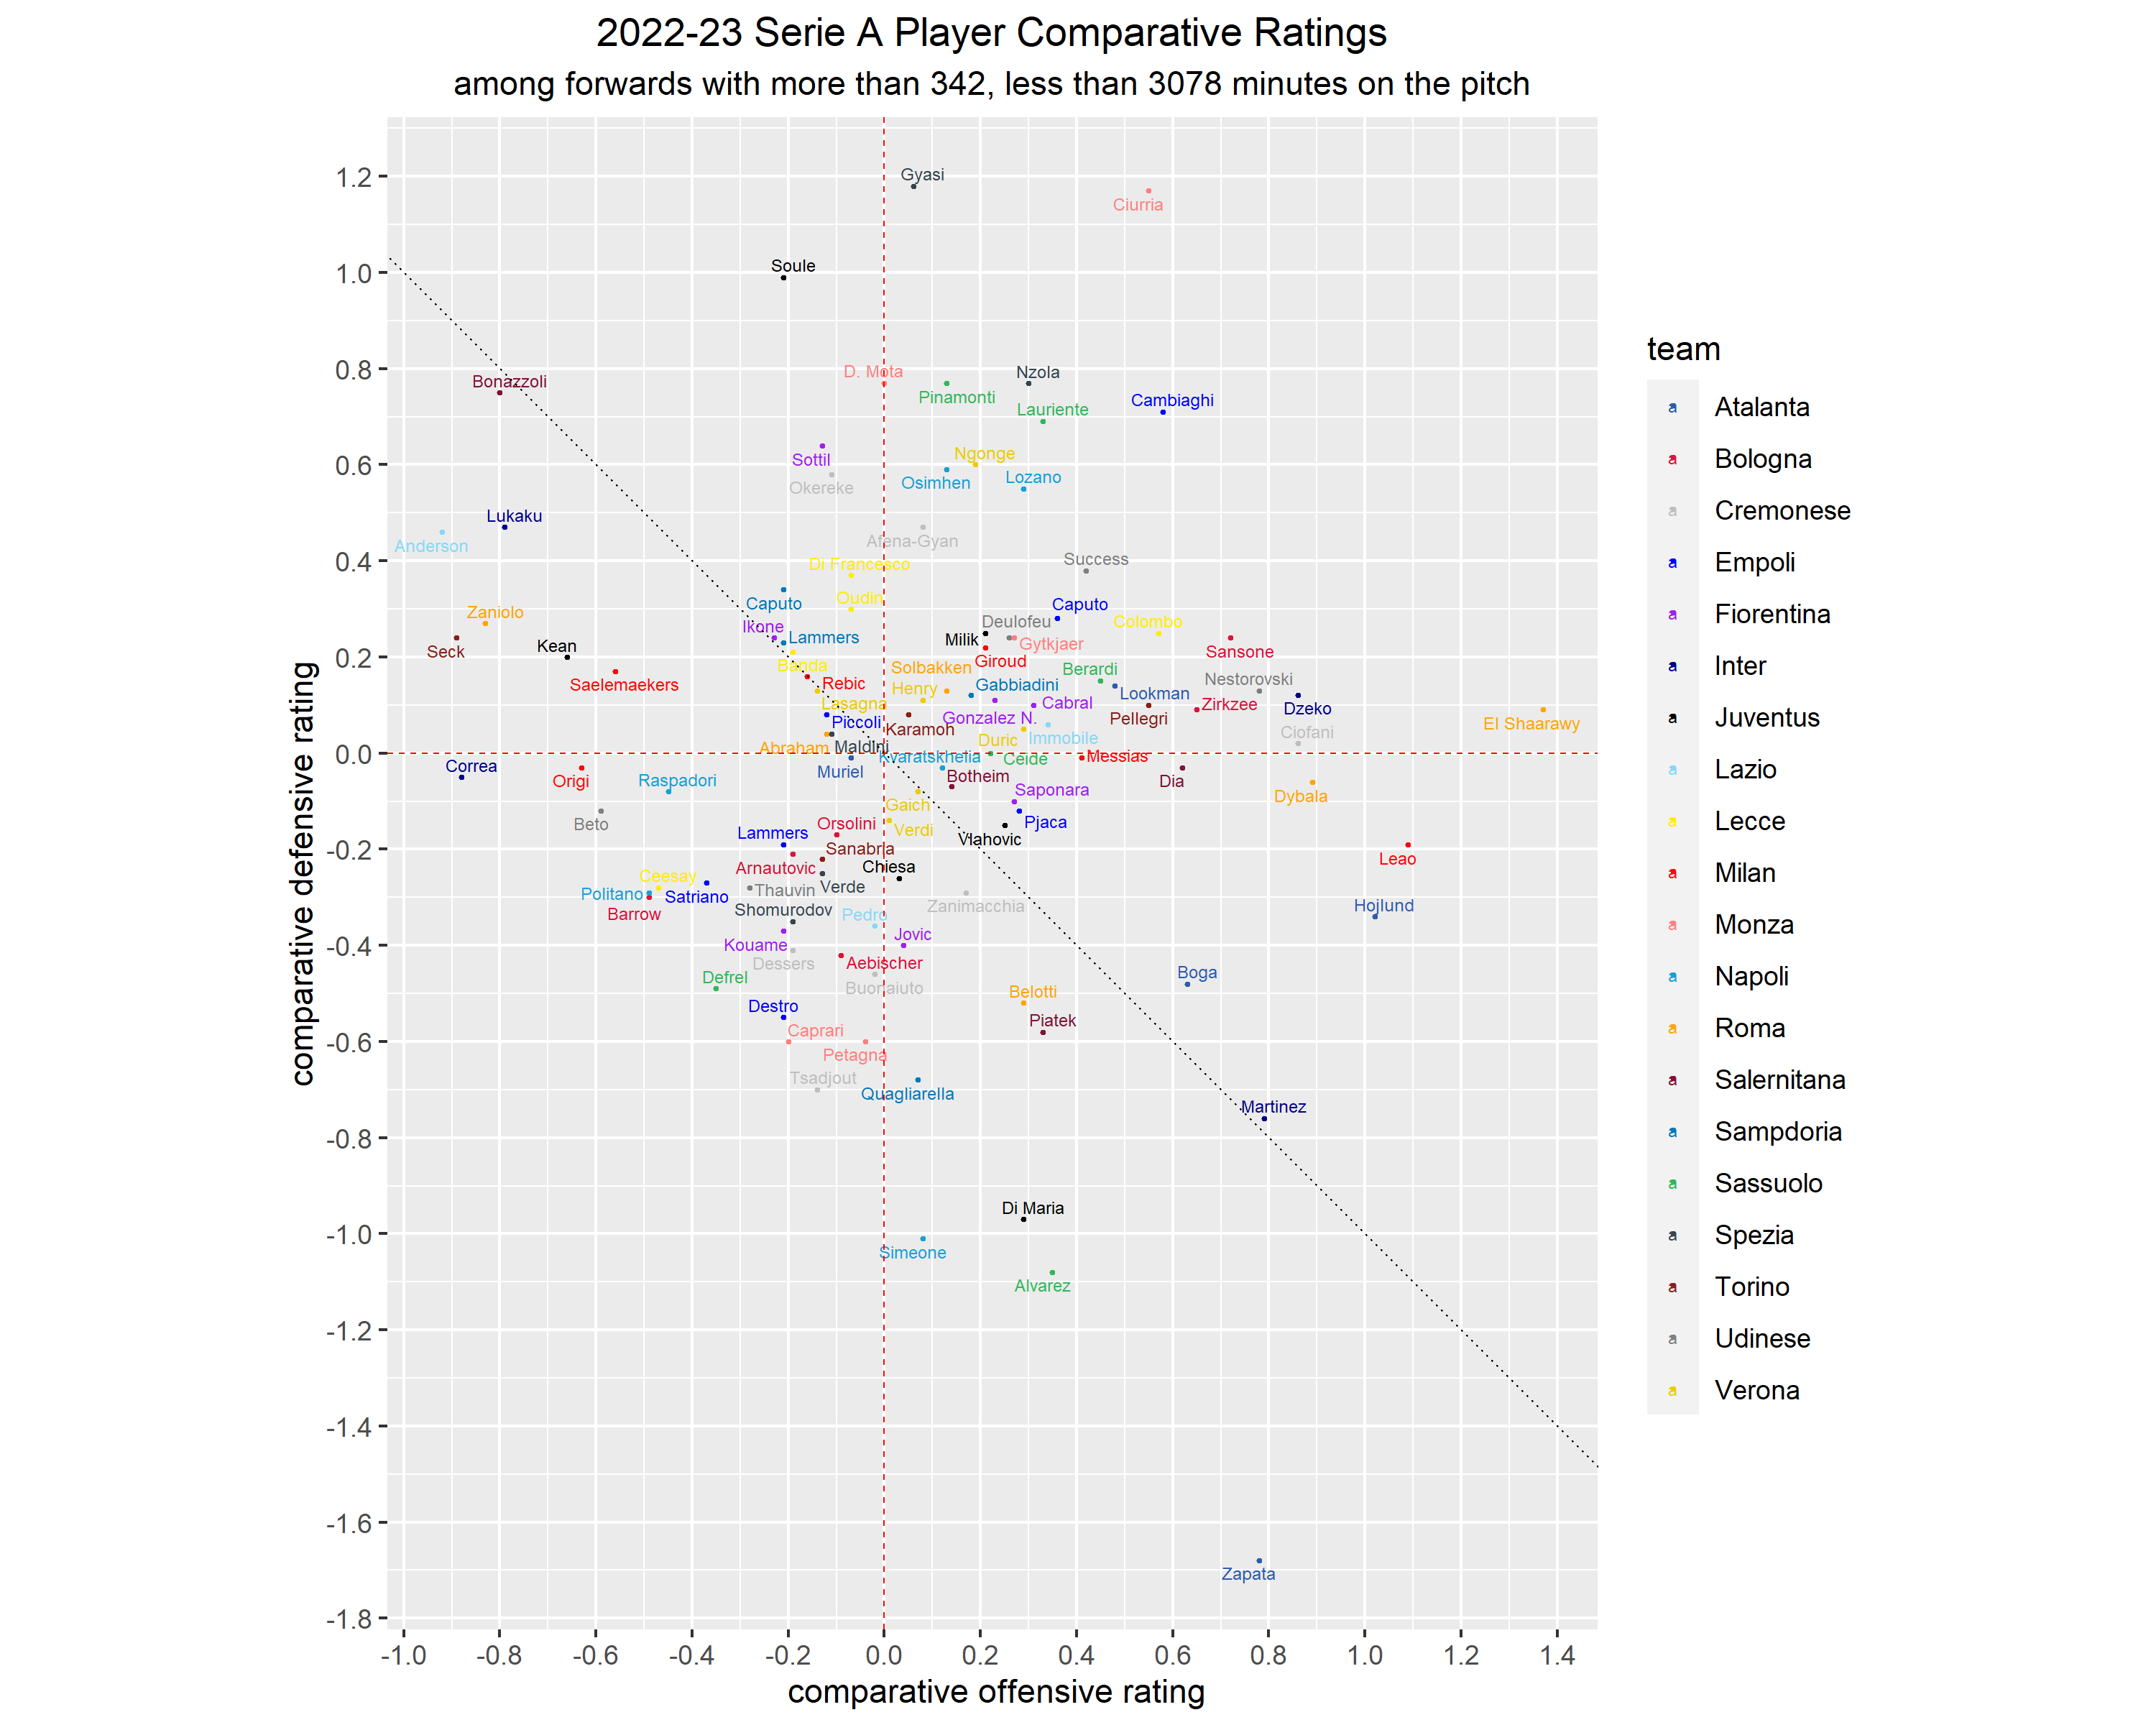 2022-23 Serie A Player Comparative Ratings
among forwards with more than 342, less than 3078 minutes on the pitch
comparative defensive rating
1.2
1.0
0.8
0.6
0.4
0.2
0.0
-0.2
-0.4
-0.6
-0.8
-1.0
-1.2
-1.4
-1.6
-1.8
Gyasi
Ciurria
Soule
D. Mota
Nzola
Bonazzoli
Pinamonti
Cambiaghi
Lauriente
Sottil
Nqonge
Okereke
Osimhen
Lozano
Lukaku
Anderson
Afena-Gyan
Di Francesco
Success
Caputo
Oudin
Caputo
Zaniolo
Ikone
Lammers
Deulofeu
Colombo
Seck
Kean
Milik
Gytkjaer
Sansone
Banda
Solbakken
Giroud
Berardi
Saelemaekers
Rebic
Henry
Gabbiadini
Lookman
Nestorovski
Lasagna
Gonzalez N.
Cabral
Pellegri
Zirkzee
Dzeko
El Shaarawy
Piccoli
Karamoh
Duric
Immobile
Ciofani
Abraham
Maldini
Kvaratskhelia
Ceide
Messias
Correa
Origi
Raspadori
Muriel
Botheim
Dia
Dybala
Beto
Gaich
Saponara
Lammers
Orsolini
Verdi
Pjaca
Vlahovic
Arnautovic
Sanabria
Chiesa
Leao
Ceesay
Politano
Satriano
Thauvin
Verde
Barrow
Shomurodov
Pedro
Zanimacchia
Hojlund
Kouame
Jovic
Dessers
Aebischer
Defrel
Buonaiuto
Boga
Destro
Belotti
Caprari
Piatek
Petagna
Tsadjout
Quagliarella
Martinez
Di Maria
Simeone
Alvarez
Zapata
-1.0 -0.8 -0.6 -0.4 -0.2 0.0 0.2 0.4 0.6 0.8 1.0 1.2 1.4
comparative offensive rating
team
a Atalanta
a Bologna
a Cremonese
a Empoli
a Fiorentina
a Inter
a Juventus
a Lazio
a Lecce
a Milan
a Monza
a Napoli
a Roma
a Salernitana
a Sampdoria
a Sassuolo
a Spezia
a Torino
a Udinese
a Verona